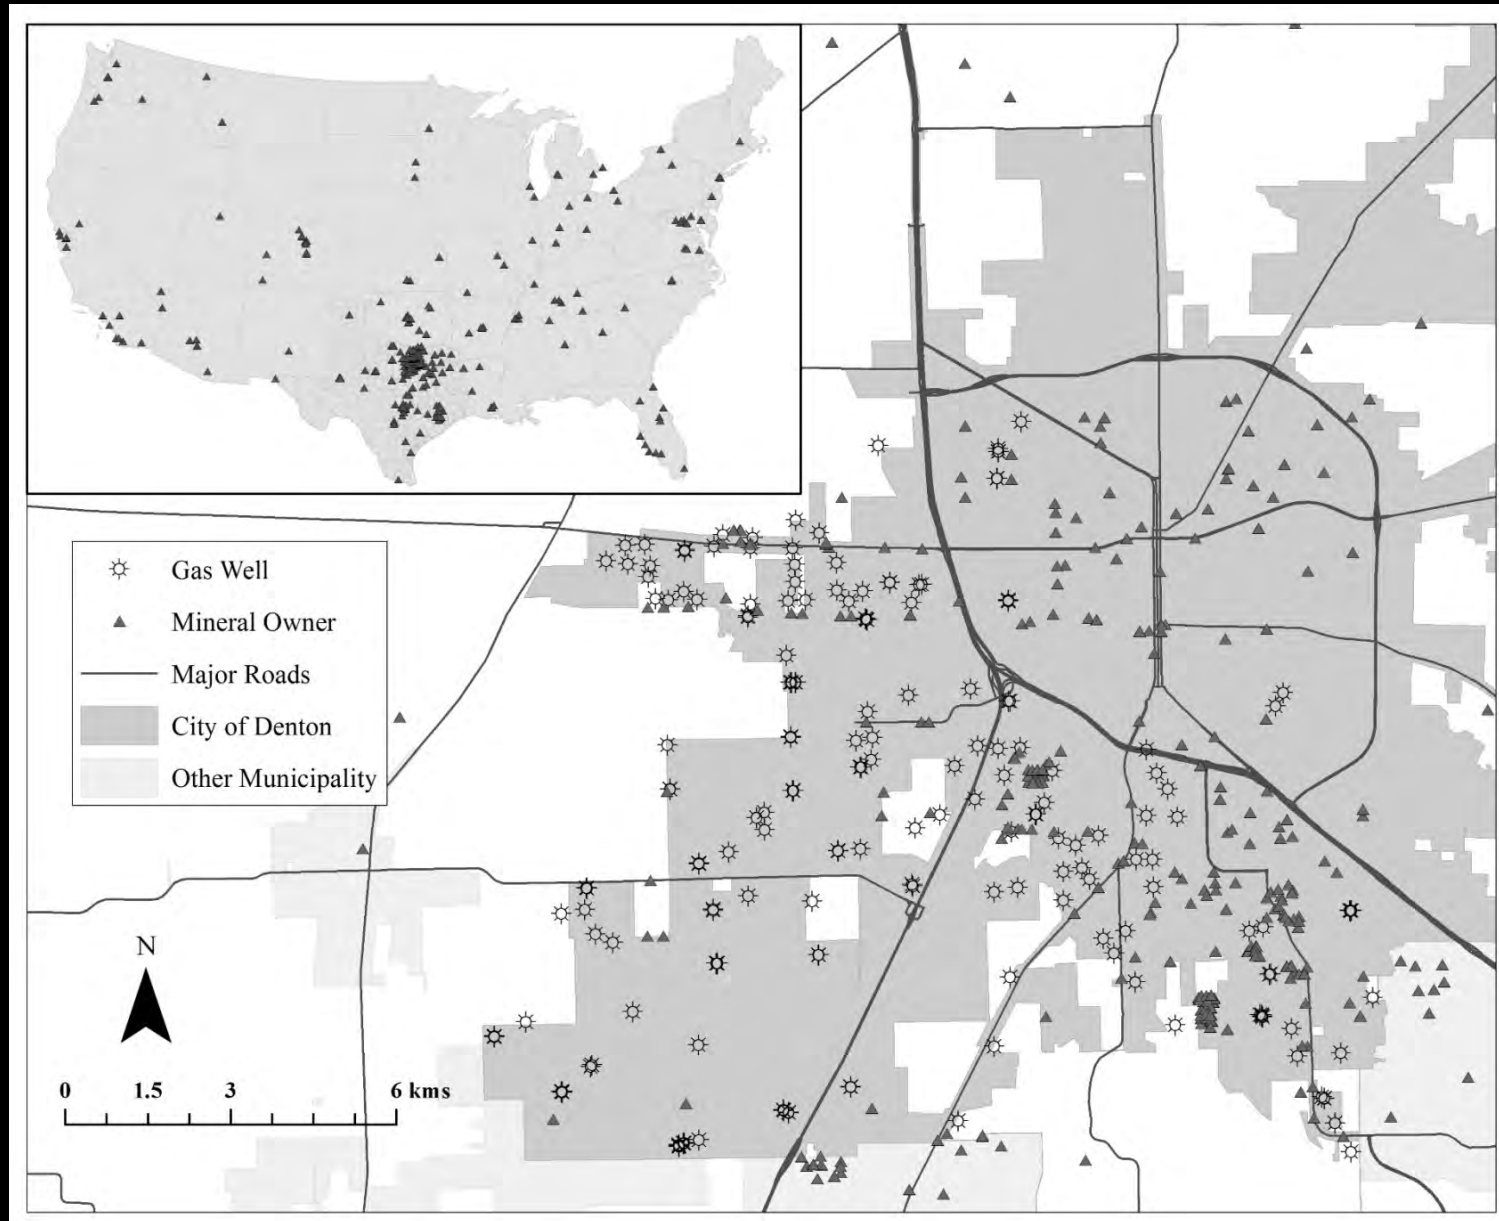 Gas Well
Mineral Owner
Major Roads
City of Denton
Other Municipality
N
0 1.5 3 6 kms